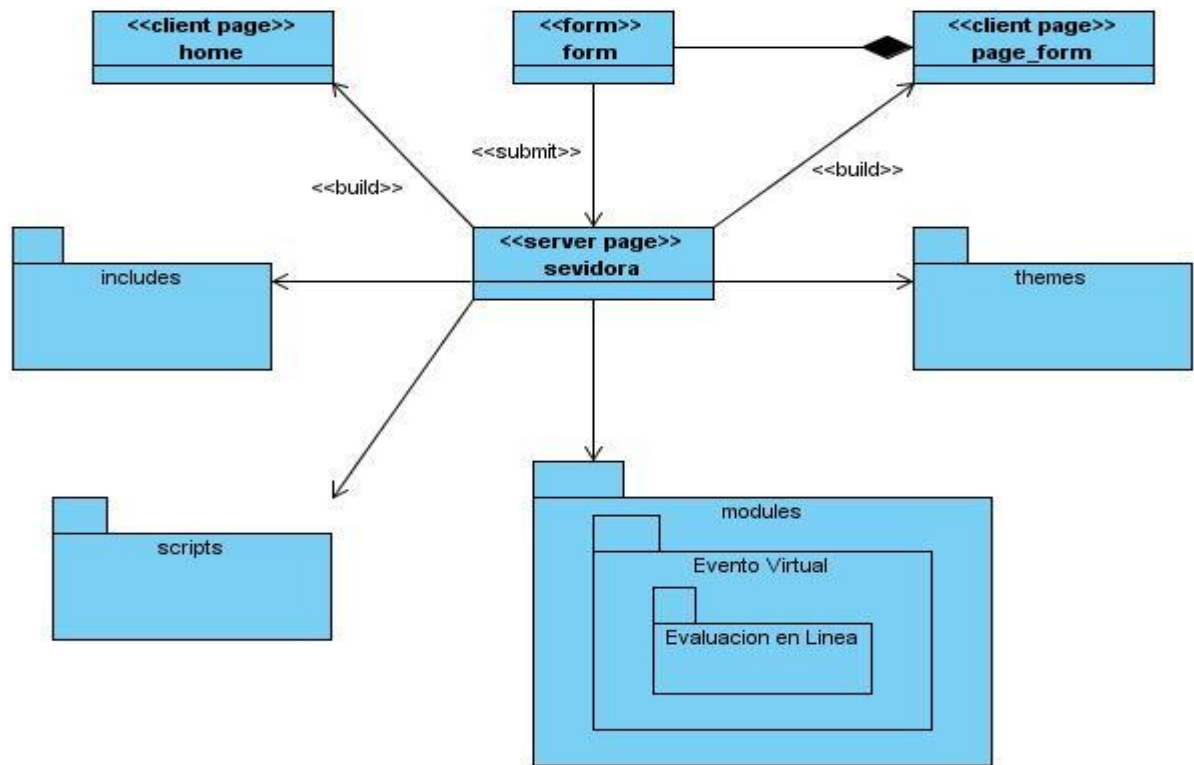 <<client page>>
home
<<form>>
form
<<client page>>
page_form
<<submit>>
<<build>>
<<build>>
<<server page>>
sevidora
includes
themes
scripts
modules
Evento Virtual
Evaluacion en Linea